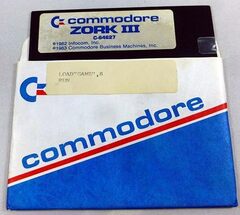 commodore
ZORK III
C-64627
©1982 Infocom, Inc.
©1983 Commodore Business Machines, Inc.
LOAD"GAME",8
RUN
commodore